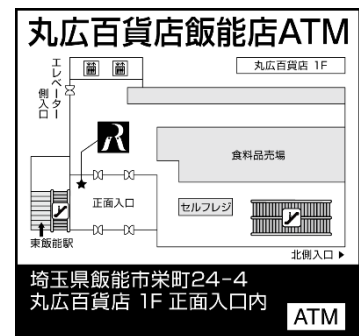 丸広百貨店飯能店ATM
エレベーター側入口
丸広百貨店 1F
R
食料品売場
正面入口
セルフレジ
東飯能駅
北側入口
埼玉県飯能市栄町24-4
丸広百貨店 1F 正面入口内
ATM